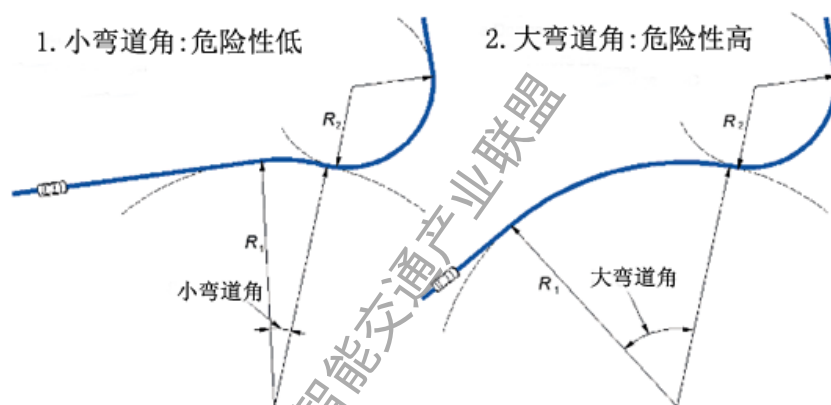 1. 小弯道角:危险性低
2. 大弯道角:危险性高
R₂
R₂
R₁
小弯道角
R₁
大弯道角
智能交通产业联盟